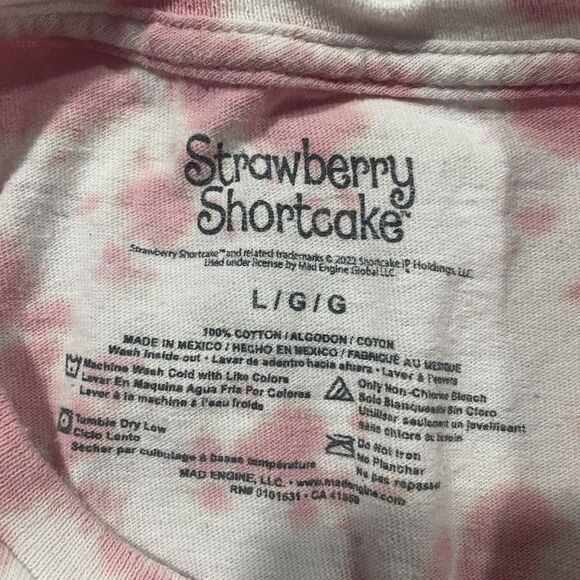 Strawberry
Shortcake™
Strawberry Shortcake™ and related trademarks © 2022 Shortcake IP Holdings, LLC.
Used under license by Mad Engine Global LLC.
L / G / G
100% COTTON / ALGODON / COTON
MADE IN MEXICO / HECHO EN MEXICO / FABRIQUÉ AU MEXIQUE
Wash Inside out • Lavar de adentro hacia afuera • Laver à l'envers
Machine Wash Cold with Like Colors
Lavar En Maquina Agua Fria Por Colores
Laver à la machine à l'eau froide
Only Non-Chlorine Bleach
Solo Blanqueador Sin Cloro
Utiliser seulement un javellisant
sans chlore au besoin
Tumble Dry Low
Ciclo Lento
Sécher par culbutage à basse température
Do Not Iron
No Planchar
Ne pas repasser
MAD ENGINE, LLC. • www.madengine.com
RN# 0101531 • CA 41869